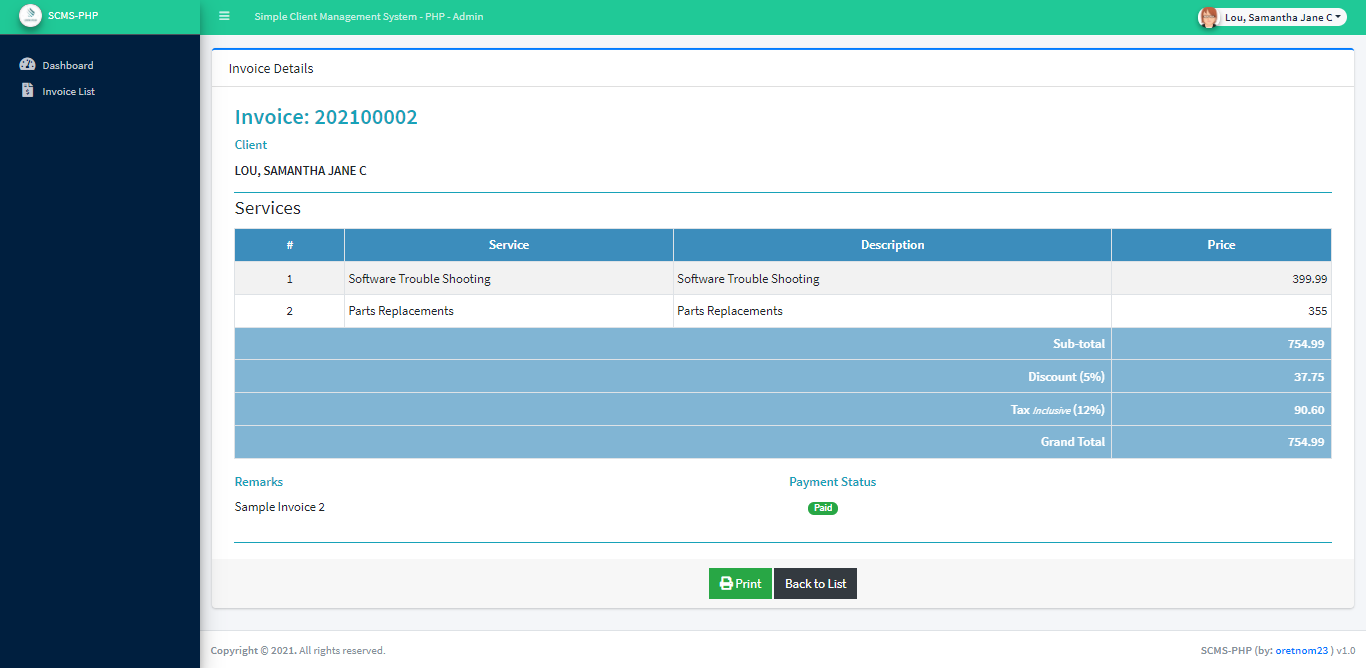 SCMS-PHP
Simple Client Management System - PHP - Admin
Lou, Samantha Jane C
Dashboard
Invoice List
Invoice Details
Invoice: 202100002
Client
LOU, SAMANTHA JANE C
Services
# Service Description Price
1 Software Trouble Shooting Software Trouble Shooting 399.99
2 Parts Replacements Parts Replacements 355
Sub-total 754.99
Discount (5%) 37.75
Tax Inclusive (12%) 90.60
Grand Total 754.99
Remarks Payment Status
Sample Invoice 2 Paid
Print Back to List
Copyright © 2021. All rights reserved. SCMS-PHP (by: oretnom23 ) v1.0